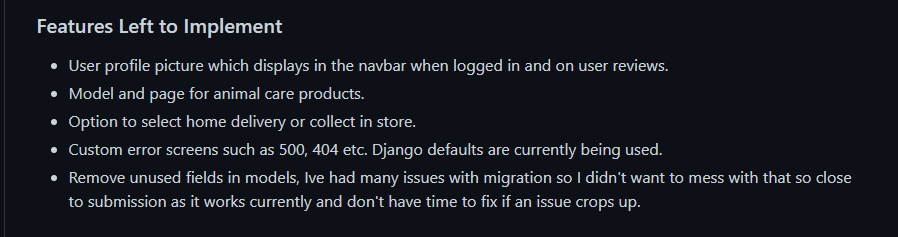 Features Left to Implement
User profile picture which displays in the navbar when logged in and on user reviews.
Model and page for animal care products.
Option to select home delivery or collect in store.
Custom error screens such as 500, 404 etc. Django defaults are currently being used.
Remove unused fields in models, Ive had many issues with migration so I didn't want to mess with that so close
to submission as it works currently and don't have time to fix if an issue crops up.